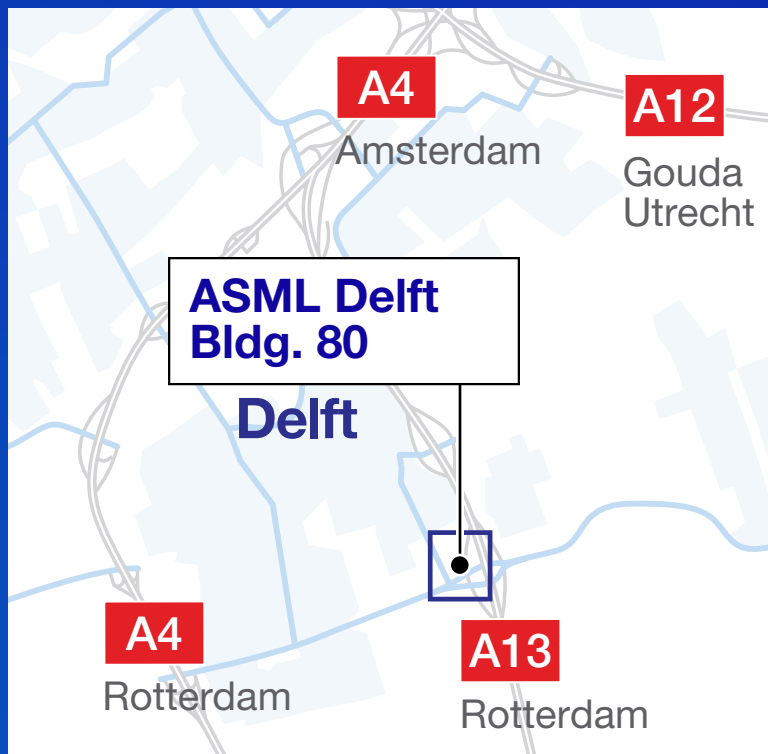 A4
Amsterdam
A12
Gouda
Utrecht
ASML Delft
Bldg. 80
Delft
A4
Rotterdam
A13
Rotterdam